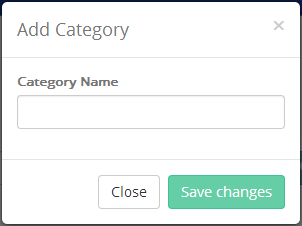 Add Category ×
Category Name
Close Save changes